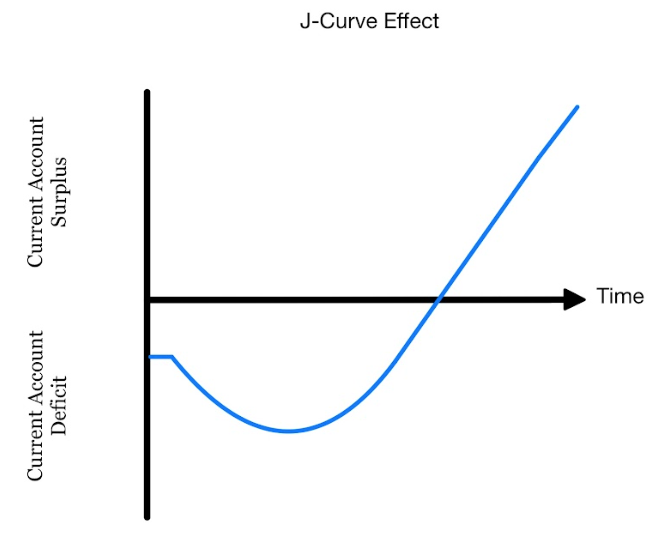 J-Curve Effect
Current Account
Surplus
Time
Current Account
Deficit